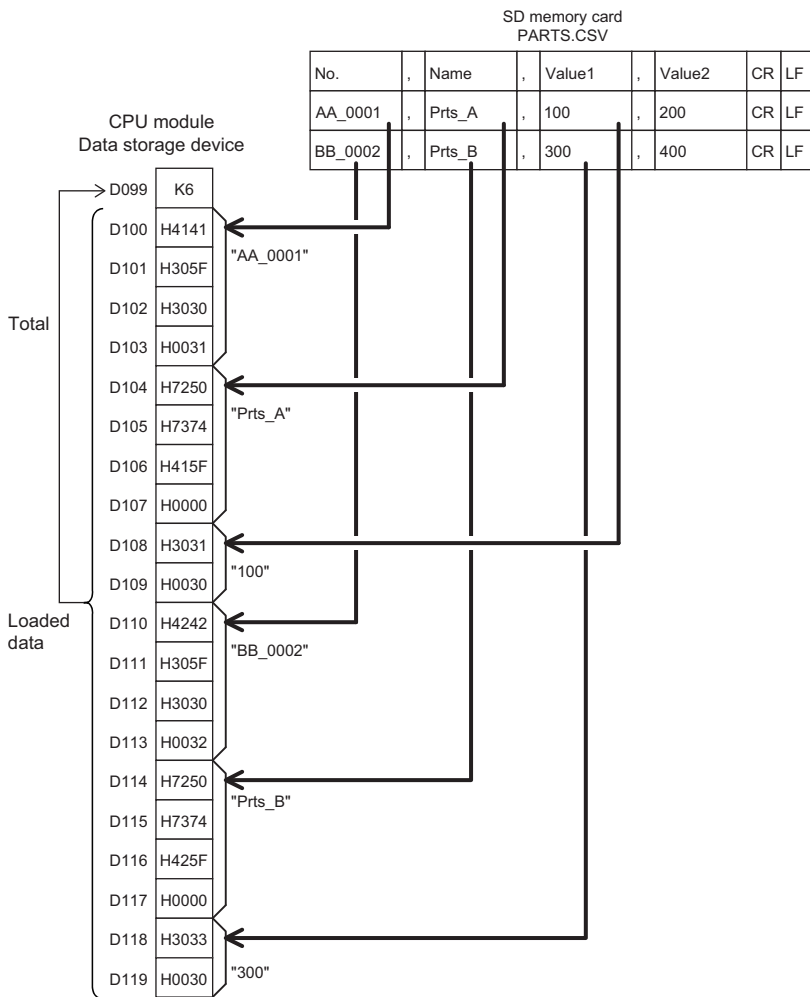 SD memory card
PARTS.CSV
No. , Name , Value1 , Value2 CR LF
AA_0001 , Prts_A , 100 , 200 CR LF
BB_0002 , Prts_B , 300 , 400 CR LF
CPU module
Data storage device
D099 K6
D100 H4141
"AA_0001"
D101 H305F
D102 H3030
Total
D103 H0031
D104 H7250
"Prts_A"
D105 H7374
D106 H415F
D107 H0000
D108 H3031
"100"
D109 H0030
Loaded
data
D110 H4242
"BB_0002"
D111 H305F
D112 H3030
D113 H0032
D114 H7250
"Prts_B"
D115 H7374
D116 H425F
D117 H0000
D118 H3033
"300"
D119 H0030